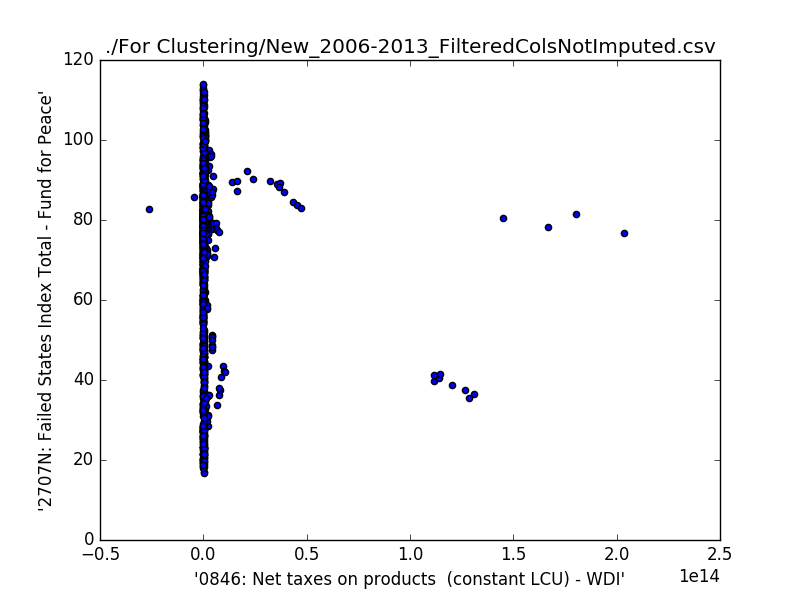 ./For Clustering/New_2006-2013_FilteredColsNotImputed.csv
120
100
80
60
40
20
0
'2707N: Failed States Index Total - Fund for Peace'
−0.5 0.0 0.5 1.0 1.5 2.0 2.5
1e14
'0846: Net taxes on products  (constant LCU) - WDI'